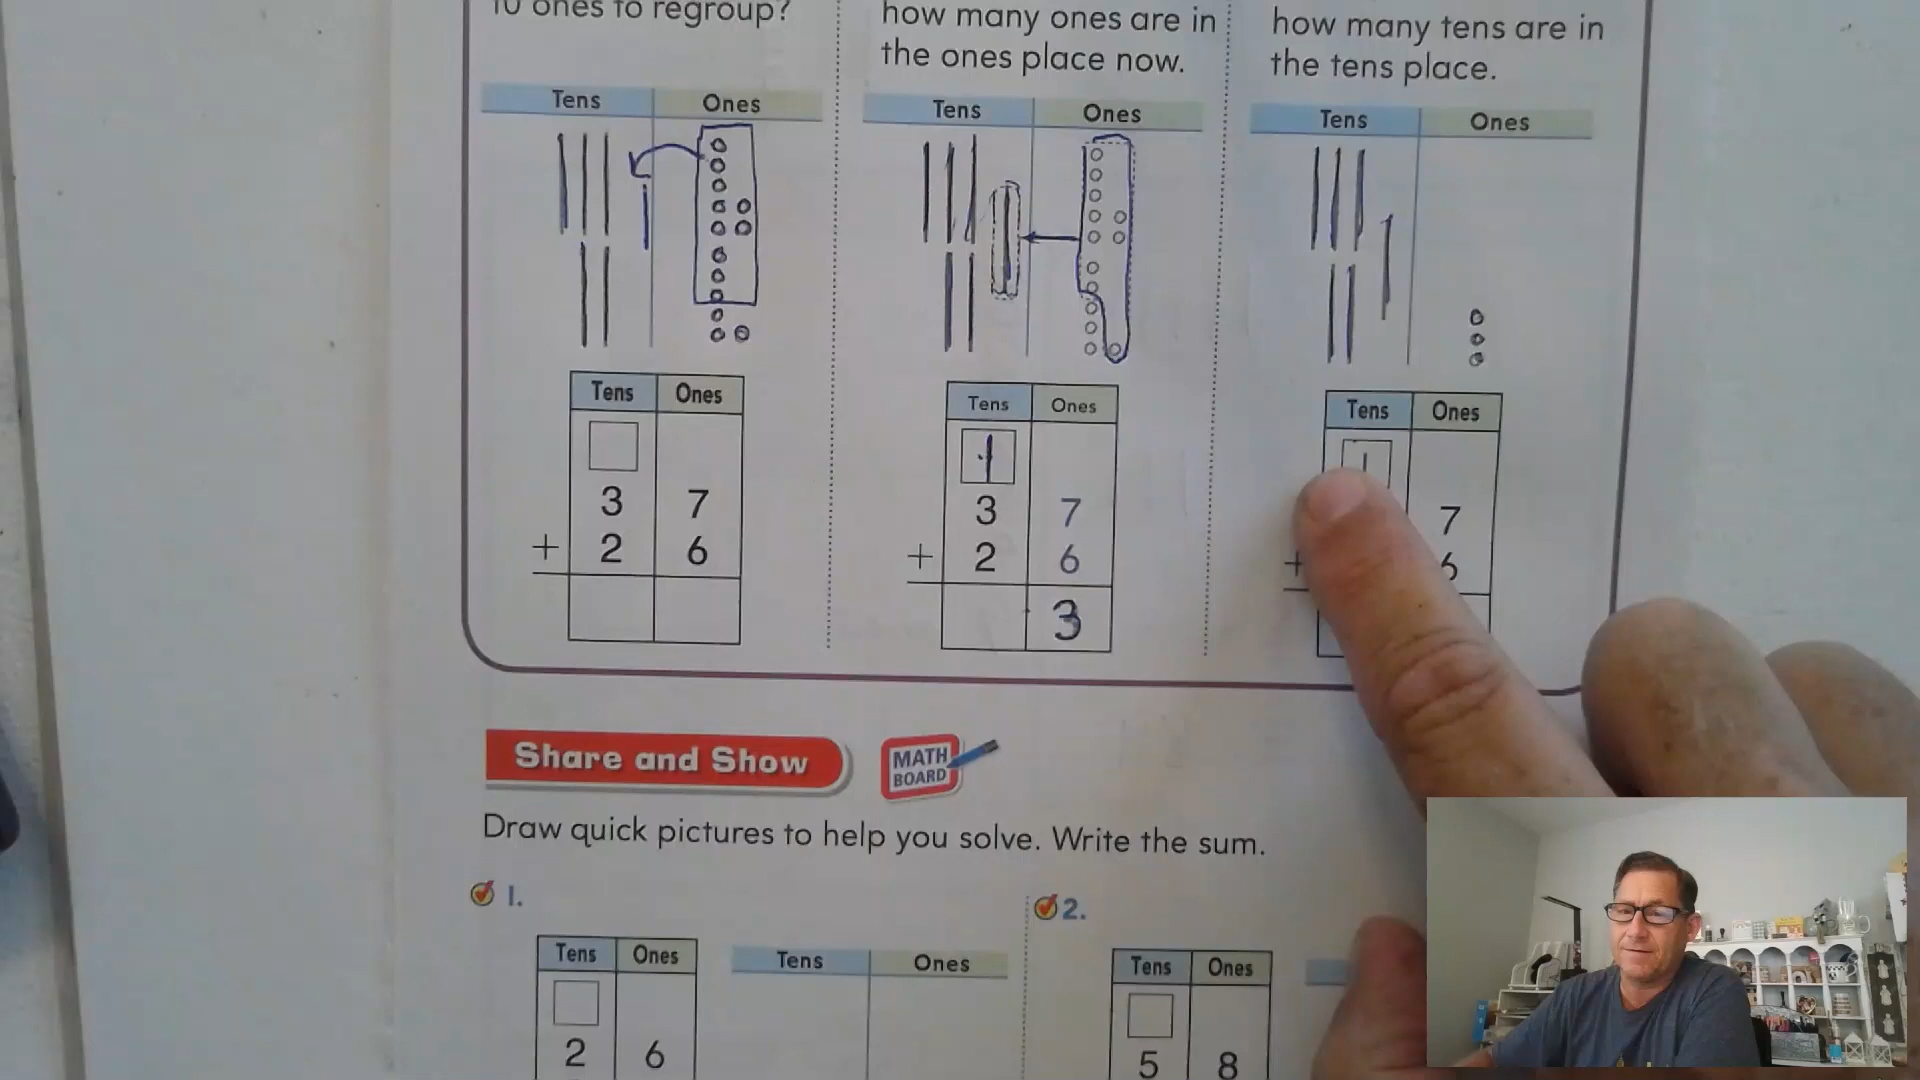 10 ones to regroup?
how many ones are in
the ones place now.
how many tens are in
the tens place.
Tens Ones
Tens Ones
Tens Ones
Tens Ones
3 7
+ 2 6
Tens Ones
1
3 7
+ 2 6
3
Tens Ones
1
7
+ 6
Share and Show
MATH
BOARD
Draw quick pictures to help you solve. Write the sum.
1.
Tens Ones
2 6
Tens Ones
2.
Tens Ones
5 8